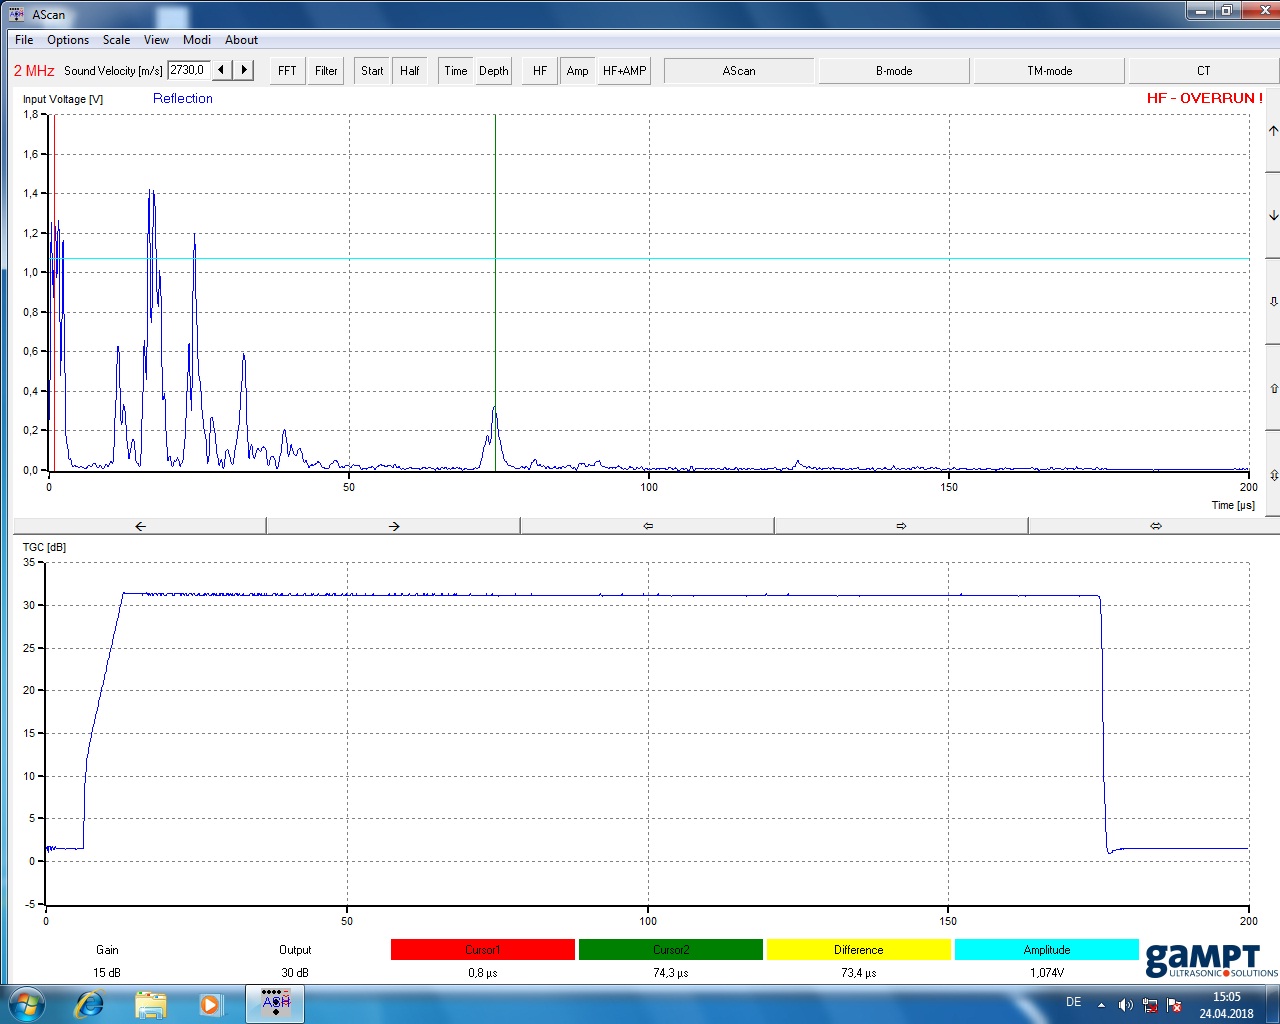 AScan
File Options Scale View Modi About
2 MHz Sound Velocity [m/s] 2730,0 FFT Filter Start Half Time Depth HF Amp HF+AMP AScan B-mode TM-mode CT
Input Voltage [V] Reflection HF - OVERRUN !
1,8
1,6
1,4
1,2
1,0
0,8
0,6
0,4
0,2
0,0
0 50 100 150 200
Time [µs]
TGC [dB]
35
30
25
20
15
10
5
0
-5
0 50 100 150 200
Gain Output Cursor1 Cursor2 Difference Amplitude
15 dB 30 dB 0,8 µs 74,3 µs 73,4 µs 1,074V
gAMPT
ULTRASONIC SOLUTIONS
DE 15:05
24.04.2018